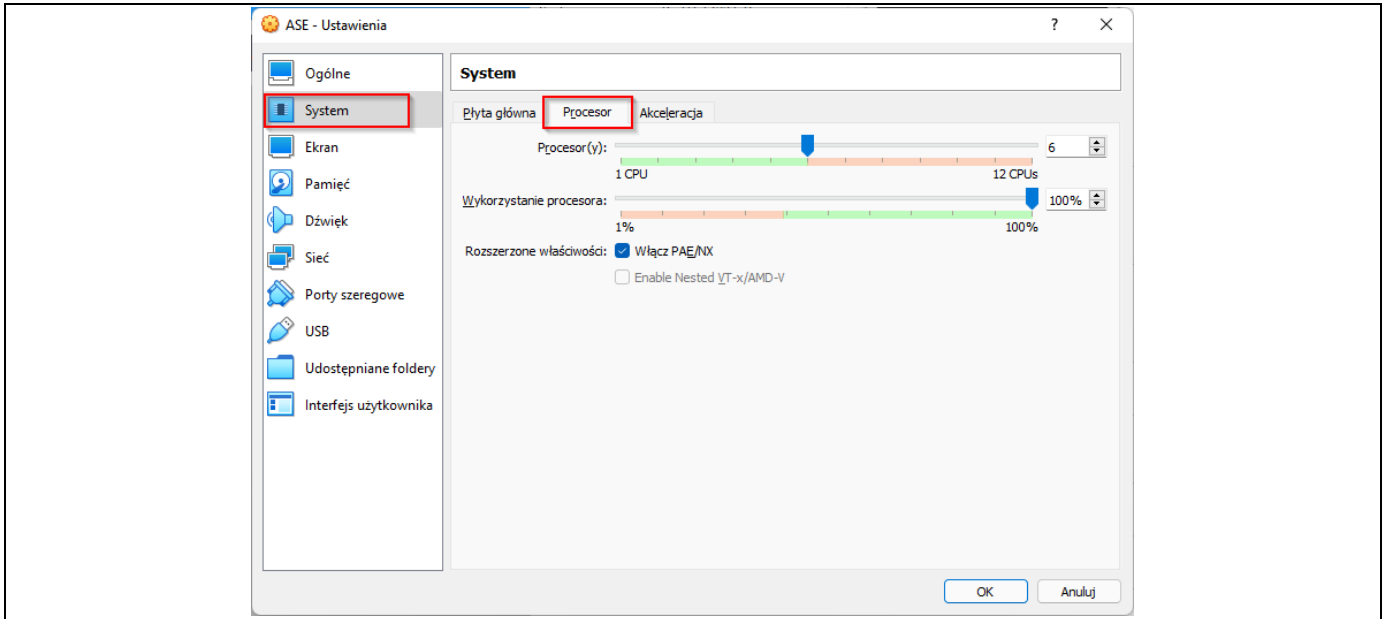 ASE - Ustawienia
?
Ogólne
System
Ekran
Pamięć
Dźwięk
Sieć
Porty szeregowe
USB
Udostępniane foldery
Interfejs użytkownika
System
Płyta główna Procesor Akceleracja
Procesor(y): 6
1 CPU 12 CPUs
Wykorzystanie procesora: 100%
1% 100%
Rozszerzone właściwości: Włącz PAE/NX
Enable Nested VT-x/AMD-V
OK Anuluj